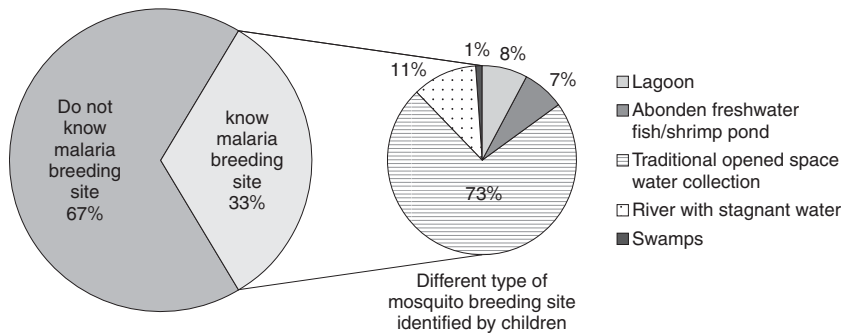 Do not
know
malaria
breeding
site
67%
know
malaria
breeding
site
33%
1%
8%
7%
11%
73%
Different type of
mosquito breeding site
identified by children
Lagoon
Abonden freshwater
fish/shrimp pond
Traditional opened space
water collection
River with stagnant water
Swamps